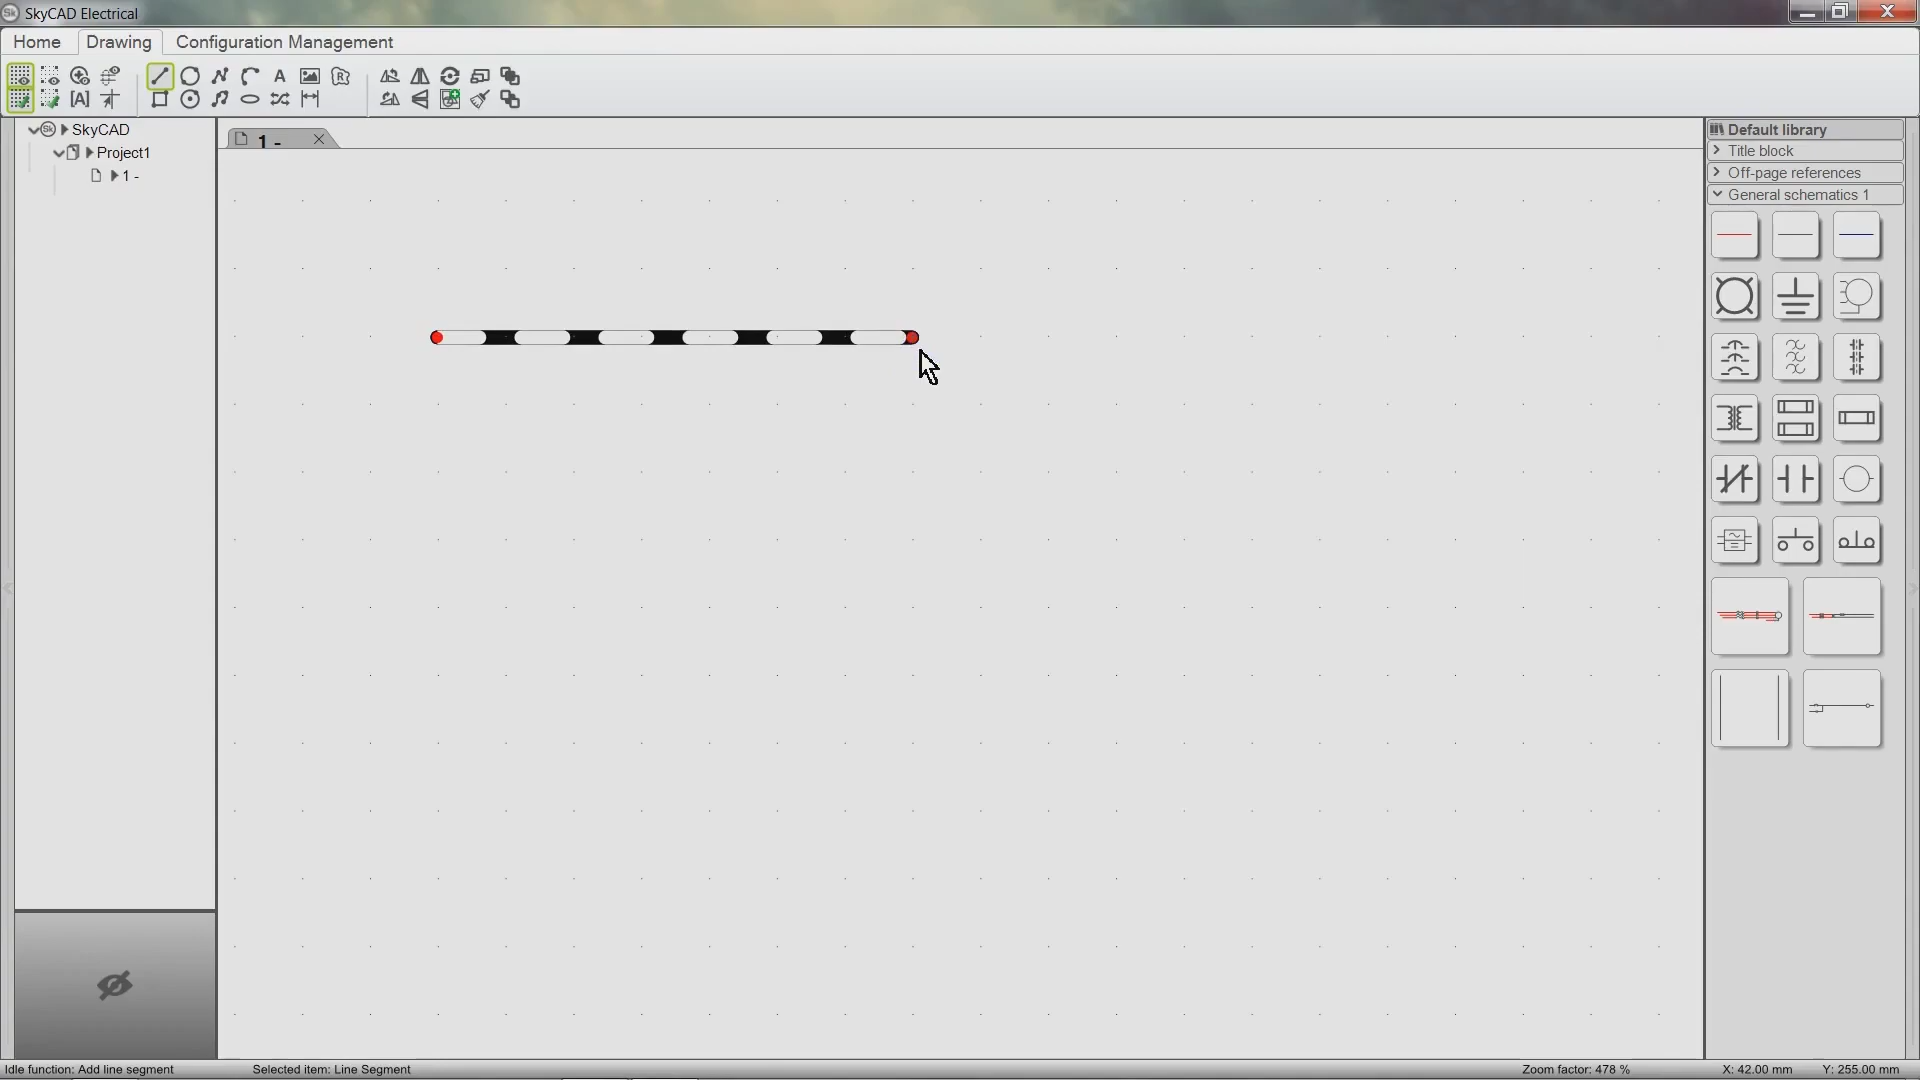 SkyCAD Electrical
Home Drawing Configuration Management
SkyCAD
Project1
1 -
1 -
Default library
Title block
Off-page references
General schematics 1
Idle function: Add line segment
Selected item: Line Segment
Zoom factor: 478 %
X: 42.00 mm
Y: 255.00 mm